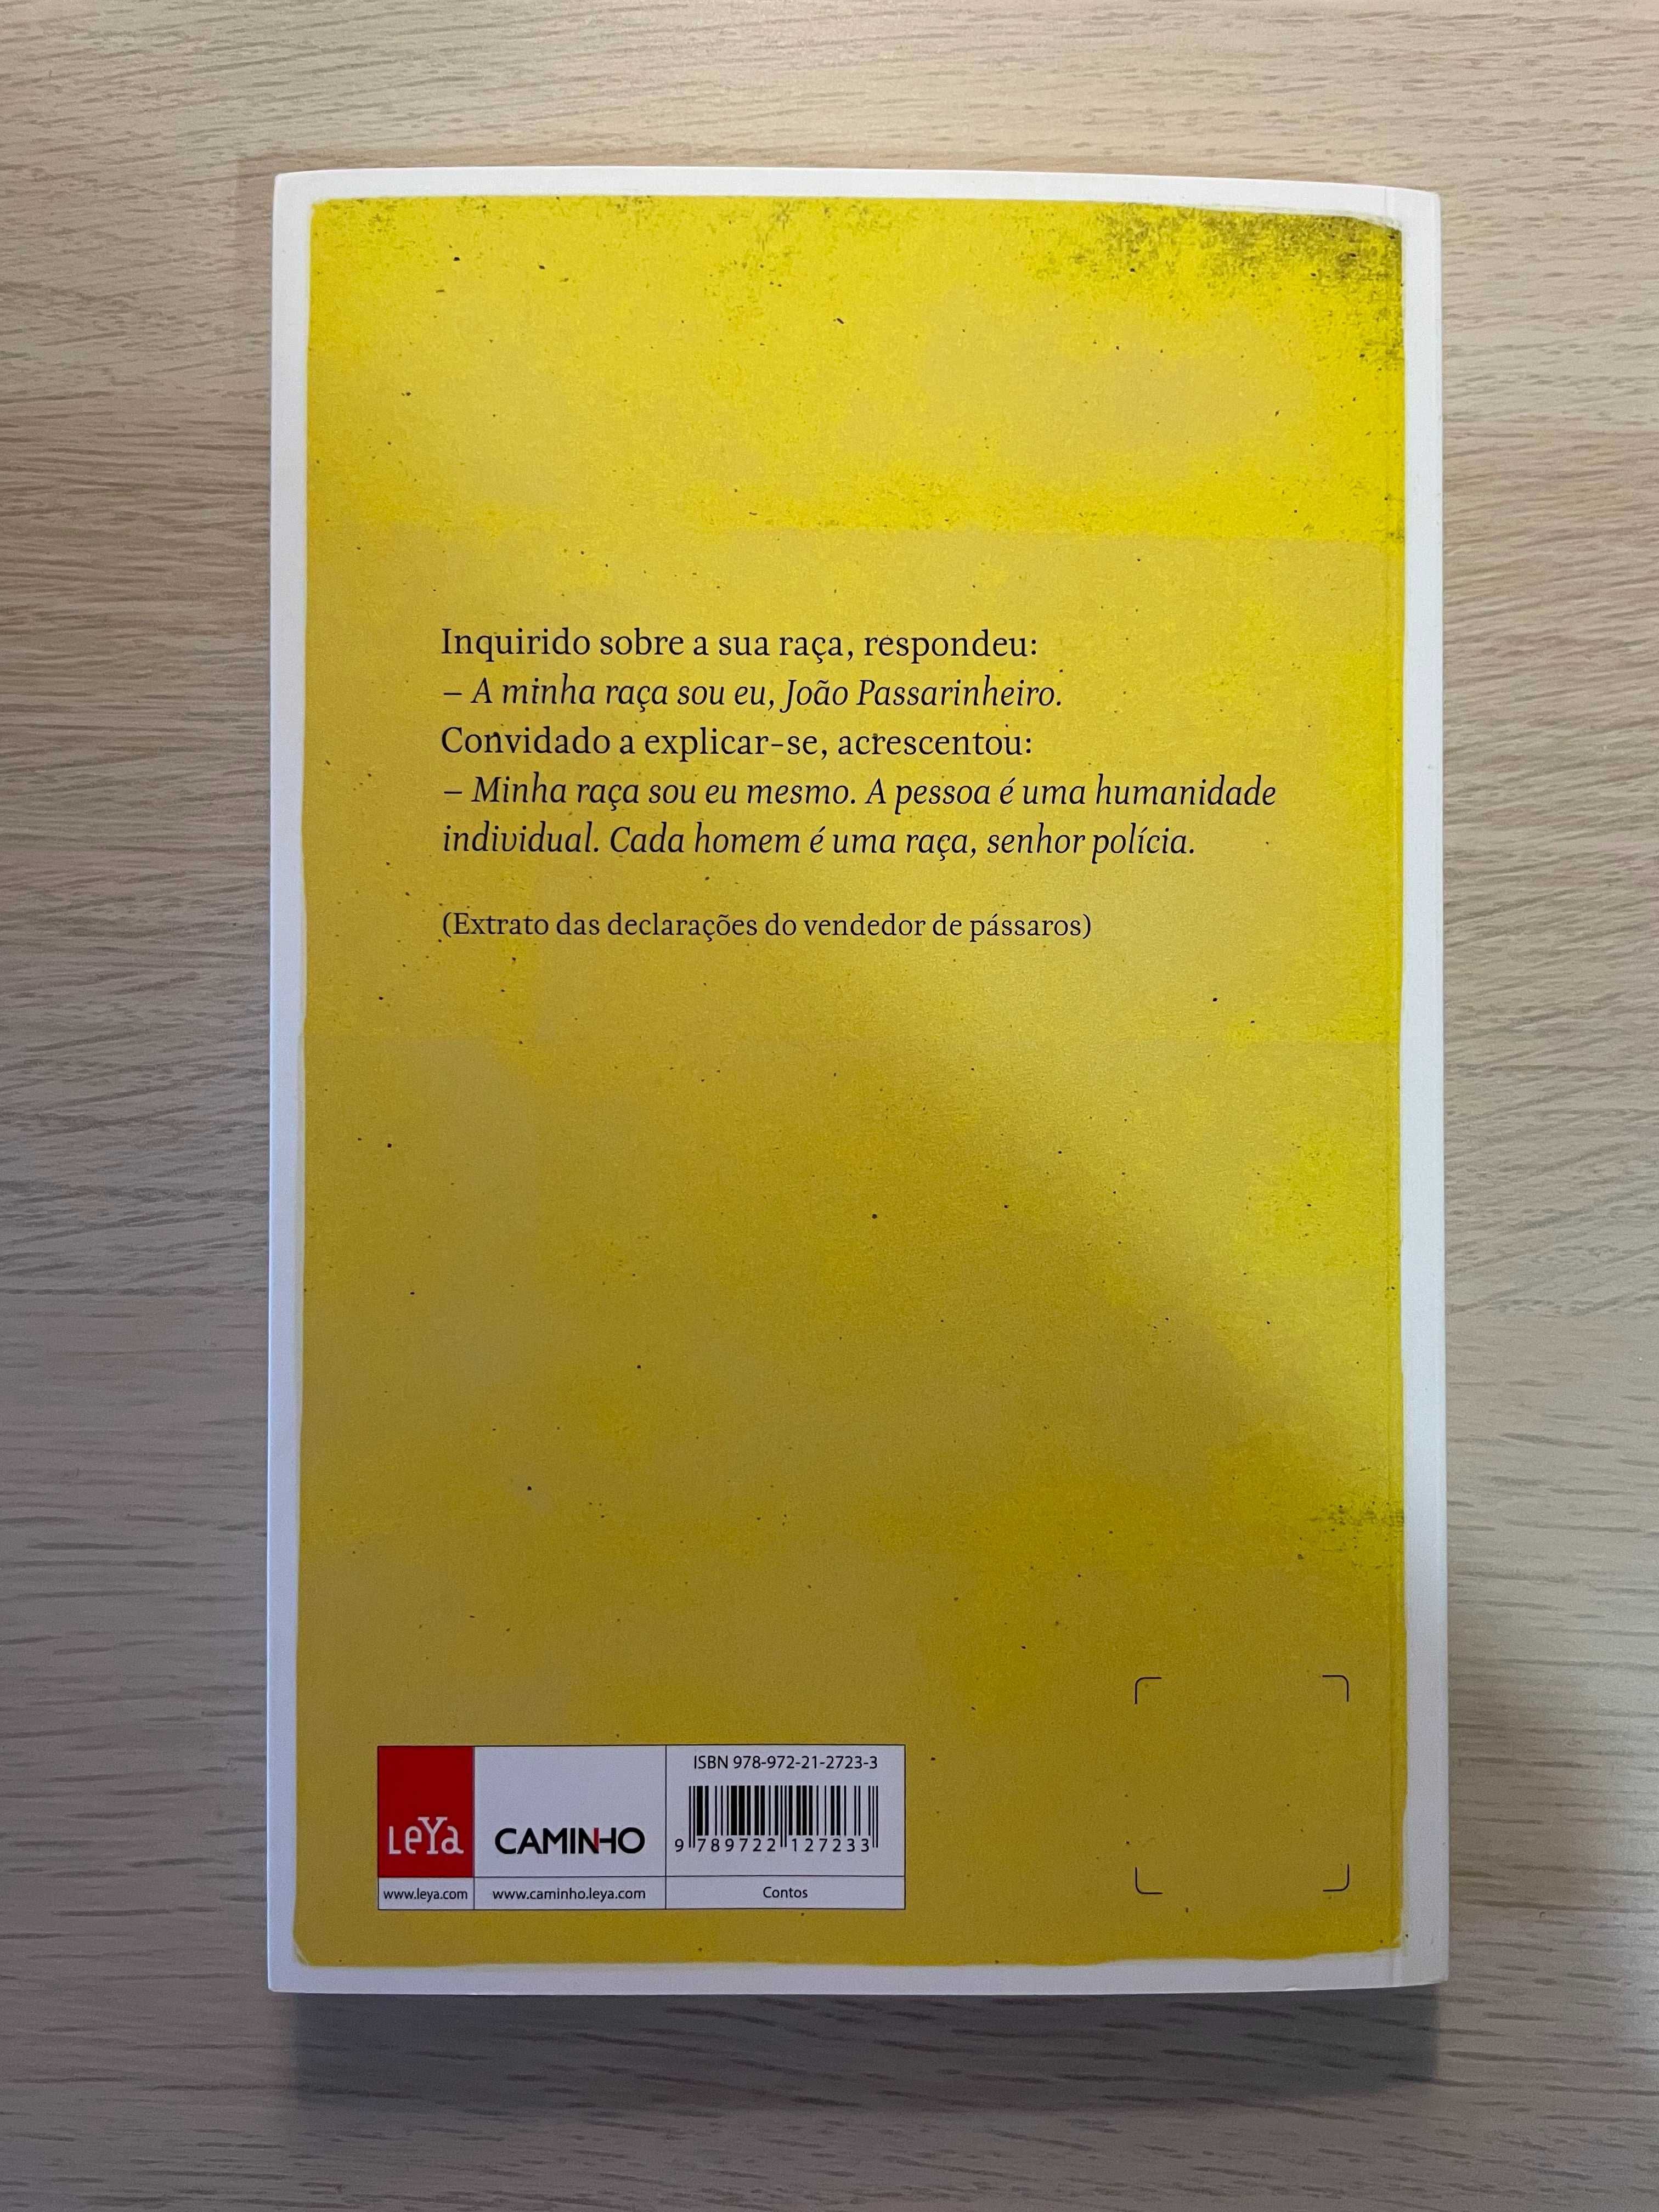 Inquirido sobre a sua raça, respondeu:
– A minha raça sou eu, João Passarinheiro.
Convidado a explicar-se, acrescentou:
– Minha raça sou eu mesmo. A pessoa é uma humanidade
individual. Cada homem é uma raça, senhor polícia.
(Extrato das declarações do vendedor de pássaros)
LeYa
www.leya.com
CAMINHO
www.caminho.leya.com
ISBN 978-972-21-2723-3
9 789722 127233
Contos